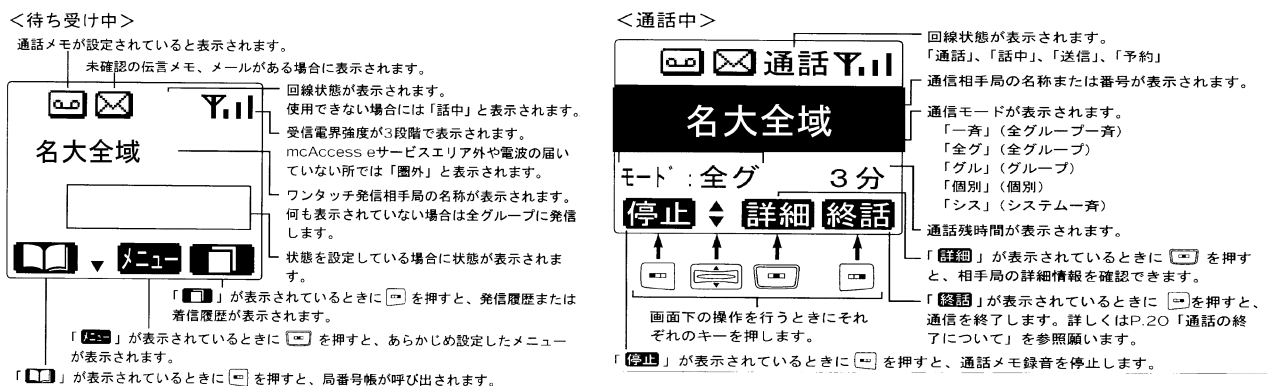 ＜待ち受け中＞
通話メモが設定されていると表示されます。
未確認の伝言メモ、メールがある場合に表示されます。
回線状態が表示されます。
使用できない場合には「話中」と表示されます。
受信電界強度が3段階で表示されます。
mcAccess eサービスエリア外や電波の届い
ていない所では「圏外」と表示されます。
名大全域
ワンタッチ発信相手局の名称が表示されます。
何も表示されていない場合は全グループに発信
します。
状態を設定している場合に状態が表示されま
す。
メニュー
「 」が表示されているときに を押すと、発信履歴または
着信履歴が表示されます。
「メニュー」が表示されているときに を押すと、あらかじめ設定したメニュー
が表示されます。
「 」が表示されているときに を押すと、局番号帳が呼び出されます。
＜通話中＞
通話
名大全域
モード：全グ 3分
停止 詳細 終話
回線状態が表示されます。
「通話」、「話中」、「送信」、「予約」
通信相手局の名称または番号が表示されます。
通信モードが表示されます。
「一斉」（全グループ一斉）
「全グ」（全グループ）
「グル」（グループ）
「個別」（個別）
「シス」（システム一斉）
通話残時間が表示されます。
「詳細」が表示されているときに を押す
と、相手局の詳細情報を確認できます。
「終話」が表示されているときに を押すと、
通信を終了します。詳しくはP.20「通話の終
了について」を参照願います。
画面下の操作を行うときにそれ
ぞれのキーを押します。
「停止」が表示されているときに を押すと、通話メモ録音を停止します。